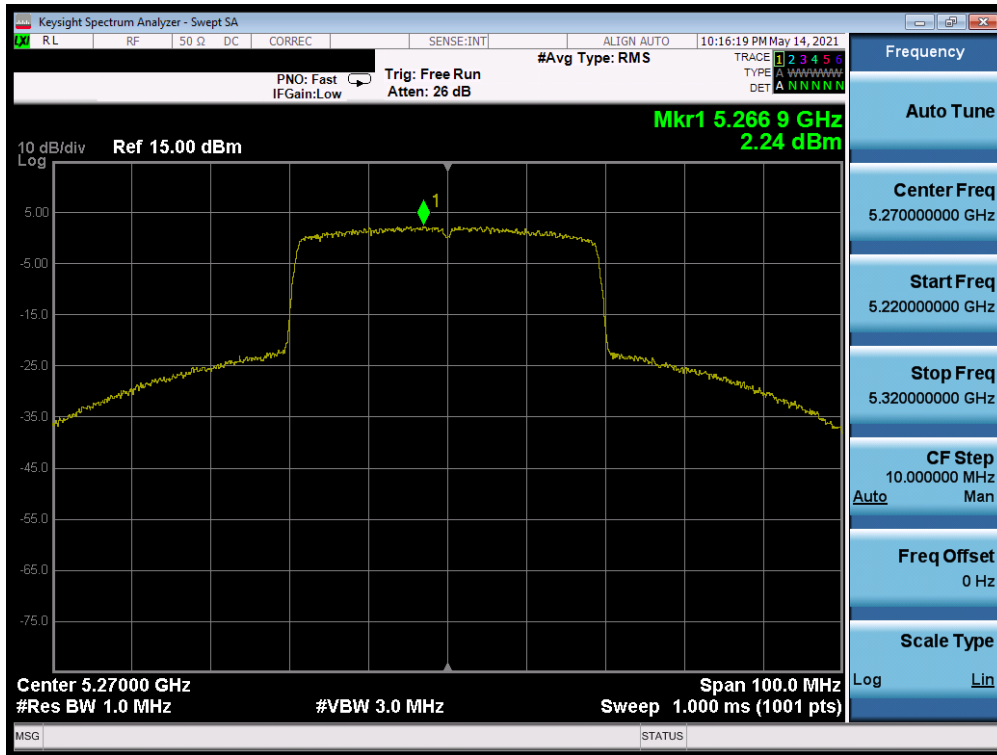 Keysight Spectrum Analyzer - Swept SA
LXI RL RF 50 Ω DC CORREC SENSE:INT ALIGN AUTO 10:16:19 PM May 14, 2021
#Avg Type: RMS
TRACE 1 2 3 4 5 6
PNO: Fast Trig: Free Run
TYPE A WWWWW
IFGain:Low Atten: 26 dB
DET A N N N N N
Mkr1 5.266 9 GHz
2.24 dBm
10 dB/div Ref 15.00 dBm
Log
1
5.00
-5.00
-15.0
-25.0
-35.0
-45.0
-55.0
-65.0
-75.0
Center 5.27000 GHz Span 100.0 MHz
#Res BW 1.0 MHz #VBW 3.0 MHz Sweep 1.000 ms (1001 pts)
MSG STATUS
Frequency
Auto Tune
Center Freq
5.270000000 GHz
Start Freq
5.220000000 GHz
Stop Freq
5.320000000 GHz
CF Step
10.000000 MHz
Auto Man
Freq Offset
0 Hz
Scale Type
Log Lin